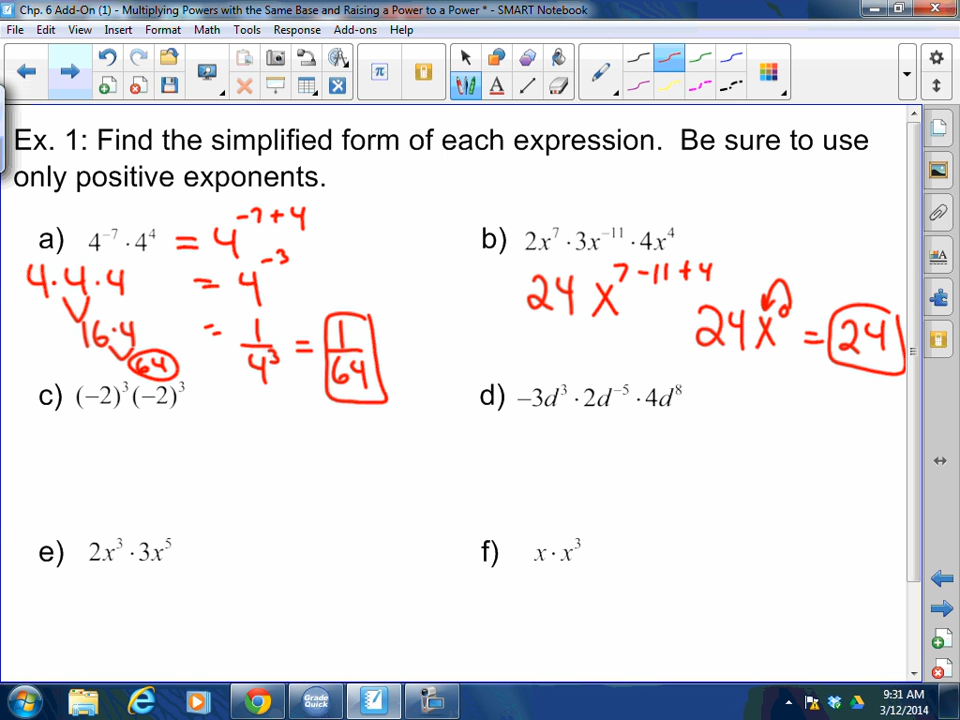 Chp. 6 Add-On (1) - Multiplying Powers with the Same Base and Raising a Power to a Power * - SMART Notebook
File Edit View Insert Format Math Tools Response Add-ons Help
Ex. 1: Find the simplified form of each expression. Be sure to use
only positive exponents.
a) 4⁻⁷ · 4⁴ = 4⁻⁷⁺⁴
4·4·4 = 4⁻³
16·4
64
= 1/4³ = 1/64
b) 2x⁷ · 3x⁻¹¹ · 4x⁴
24 x⁷⁻¹¹⁺⁴
24x⁰ = 24
c) (−2)³(−2)³
d) −3d³ · 2d⁻⁵ · 4d⁸
e) 2x³ · 3x⁵
f) x · x³
Grade
Quick
9:31 AM
3/12/2014